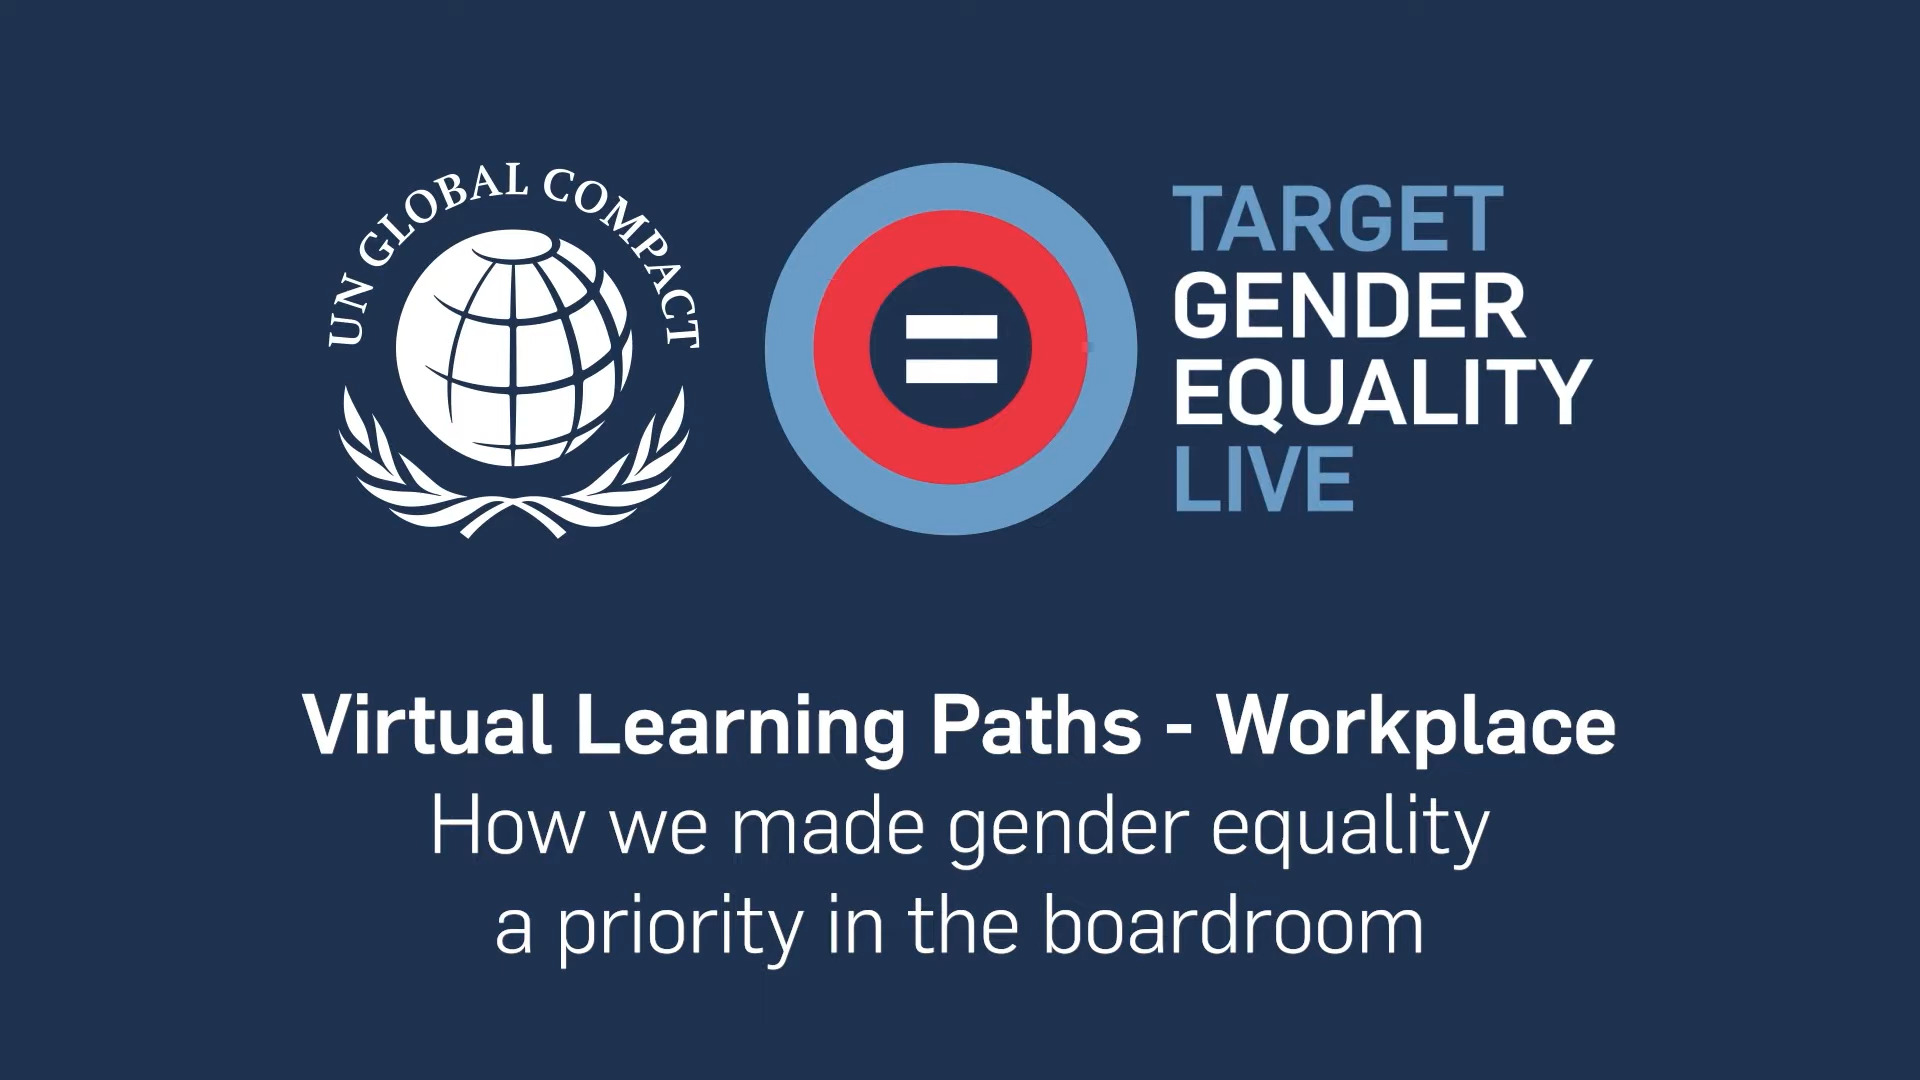 UN GLOBAL COMPACT
TARGET
GENDER
EQUALITY
LIVE
Virtual Learning Paths - Workplace
How we made gender equality
a priority in the boardroom